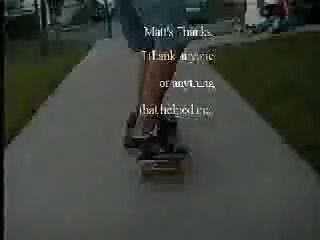 Matt's Thanks
I thank anyone
or anything
that helped me.